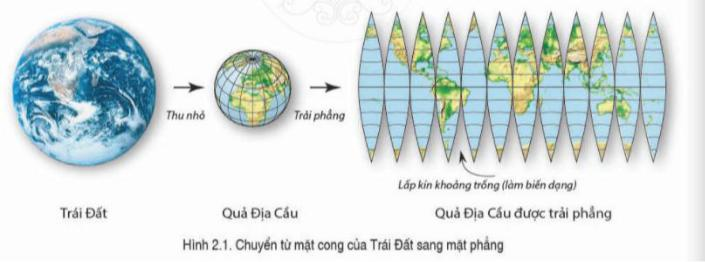 Thu nhỏ
Trải phẳng
Lấp kín khoảng trống (làm biến dạng)
Trái Đất
Quả Địa Cầu
Quả Địa Cầu được trải phẳng
Hình 2.1. Chuyển từ mặt cong của Trái Đất sang mặt phẳng